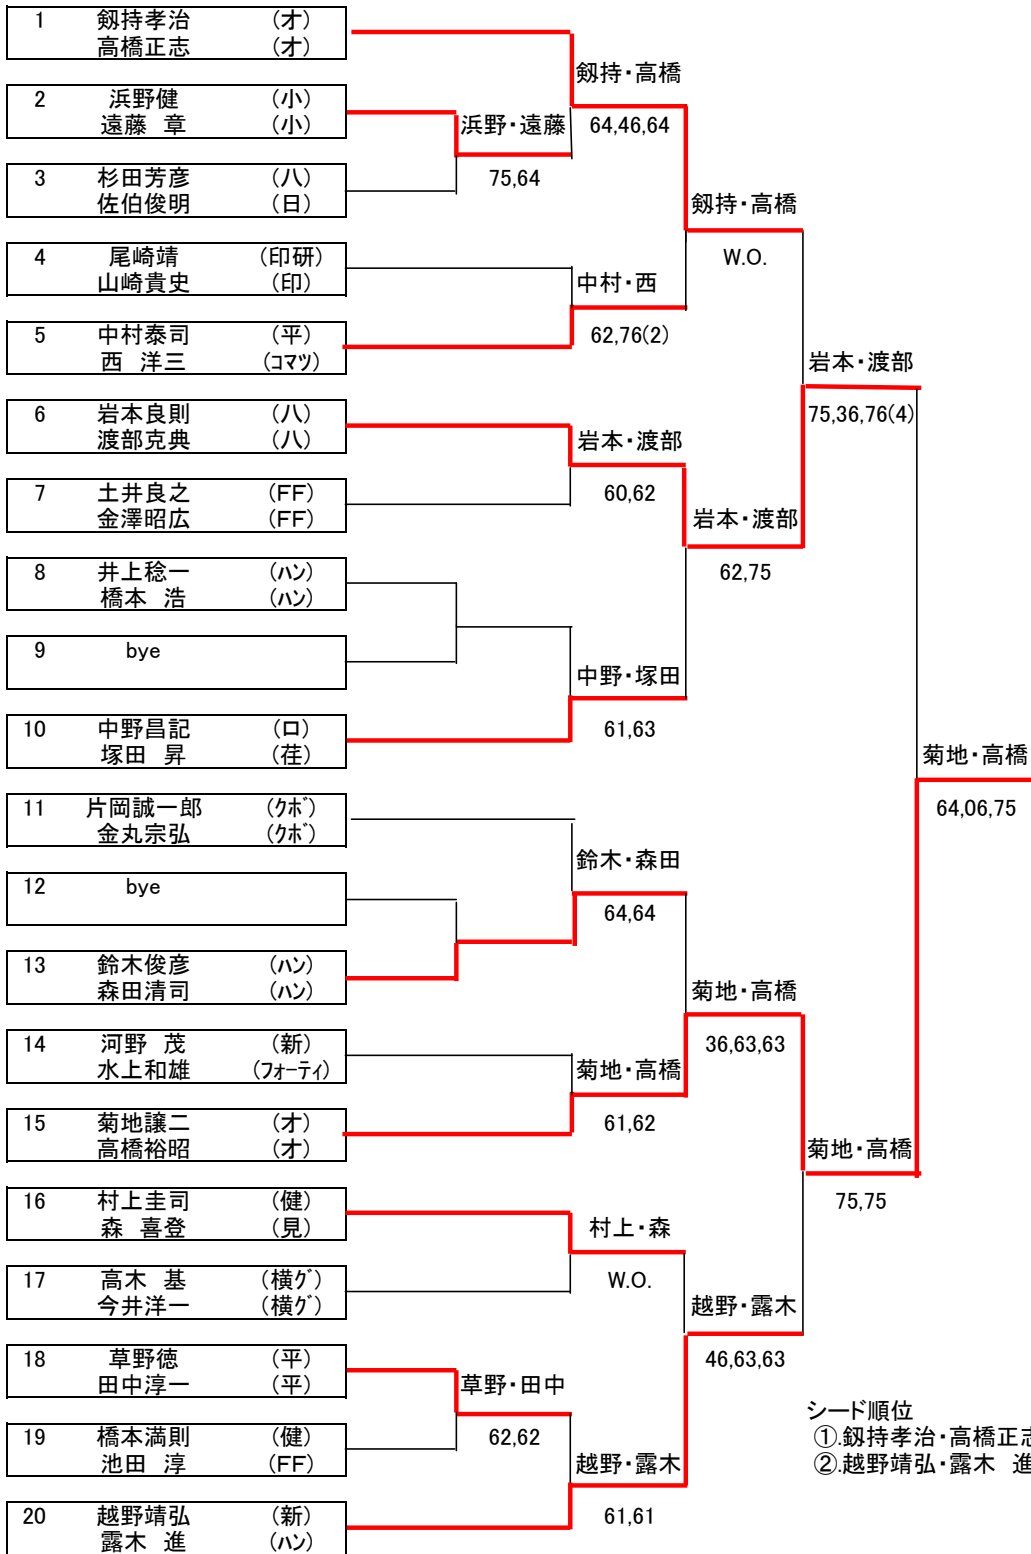 1 剱持孝治 (才)
高橋正志 (才)
剱持・高橋
2 浜野健 (小)
遠藤 章 (小)
浜野・遠藤
64,46,64
3 杉田芳彦 (八)
佐伯俊明 (日)
75,64
剱持・高橋
W.O.
4 尾崎靖 (印研)
山崎貴史 (印)
中村・西
5 中村泰司 (平)
西 洋三 (コマツ)
62,76(2)
岩本・渡部
75,36,76(4)
6 岩本良則 (八)
渡部克典 (八)
岩本・渡部
7 土井良之 (FF)
金澤昭広 (FF)
60,62
岩本・渡部
62,75
8 井上稔一 (ハン)
橋本 浩 (ハン)
9 bye
中野・塚田
10 中野昌記 (ロ)
塚田 昇 (荏)
61,63
菊地・高橋
64,06,75
11 片岡誠一郎 (クボ)
金丸宗弘 (クボ)
鈴木・森田
12 bye
64,64
13 鈴木俊彦 (ハン)
森田清司 (ハン)
菊地・高橋
36,63,63
14 河野 茂 (新)
水上和雄 (フォーティ)
菊地・高橋
15 菊地譲二 (才)
高橋裕昭 (才)
61,62
菊地・高橋
75,75
16 村上圭司 (健)
森 喜登 (見)
村上・森
17 高木 基 (横グ)
今井洋一 (横グ)
W.O.
越野・露木
46,63,63
18 草野徳 (平)
田中淳一 (平)
草野・田中
19 橋本満則 (健)
池田 淳 (FF)
62,62
越野・露木
20 越野靖弘 (新)
露木 進 (ハン)
61,61
シード順位
①.剱持孝治・高橋正志
②.越野靖弘・露木 進